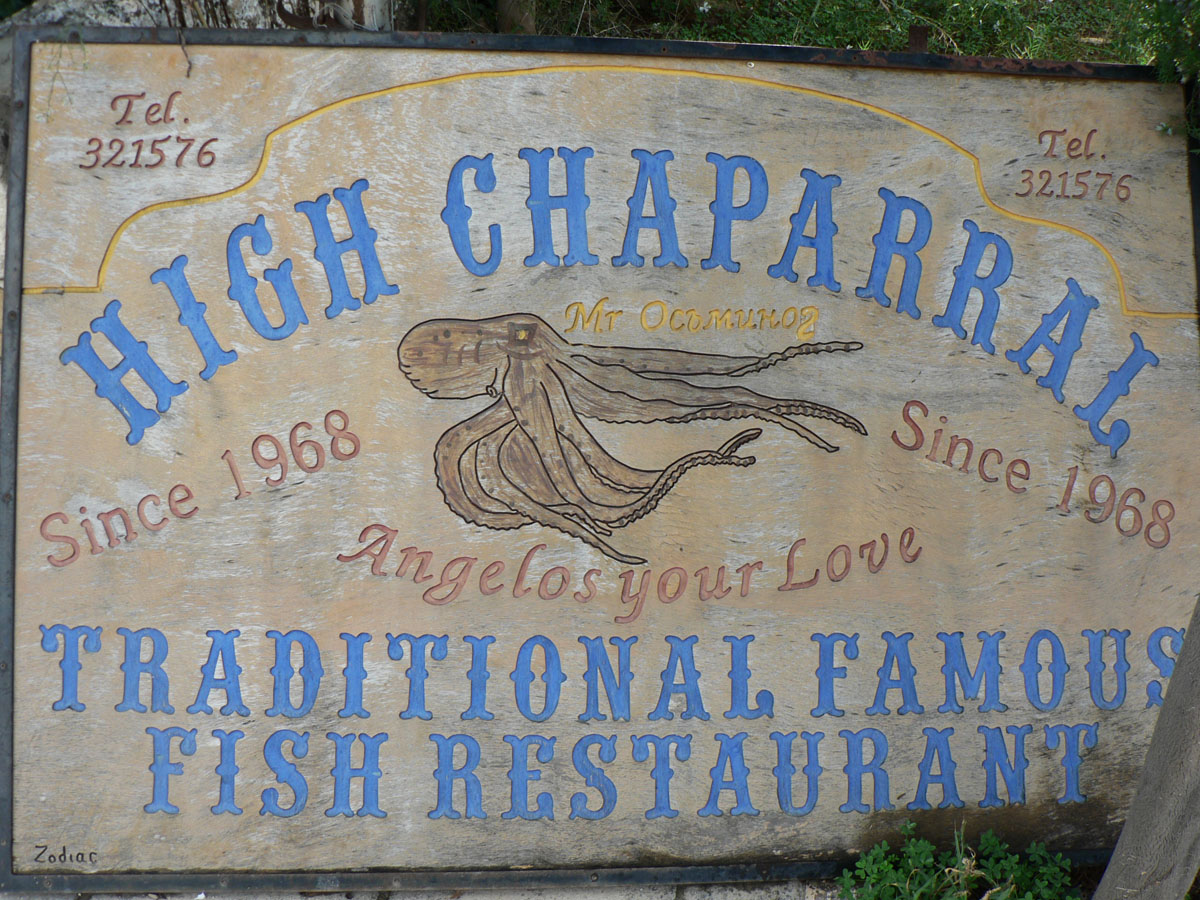 Tel.
321576
Tel.
321576
HIGH CHAPARRAL
Mr Осьминог
Since 1968
Since 1968
Angelos your Love
TRADITIONAL FAMOUS
FISH RESTAURANT
Zodiac